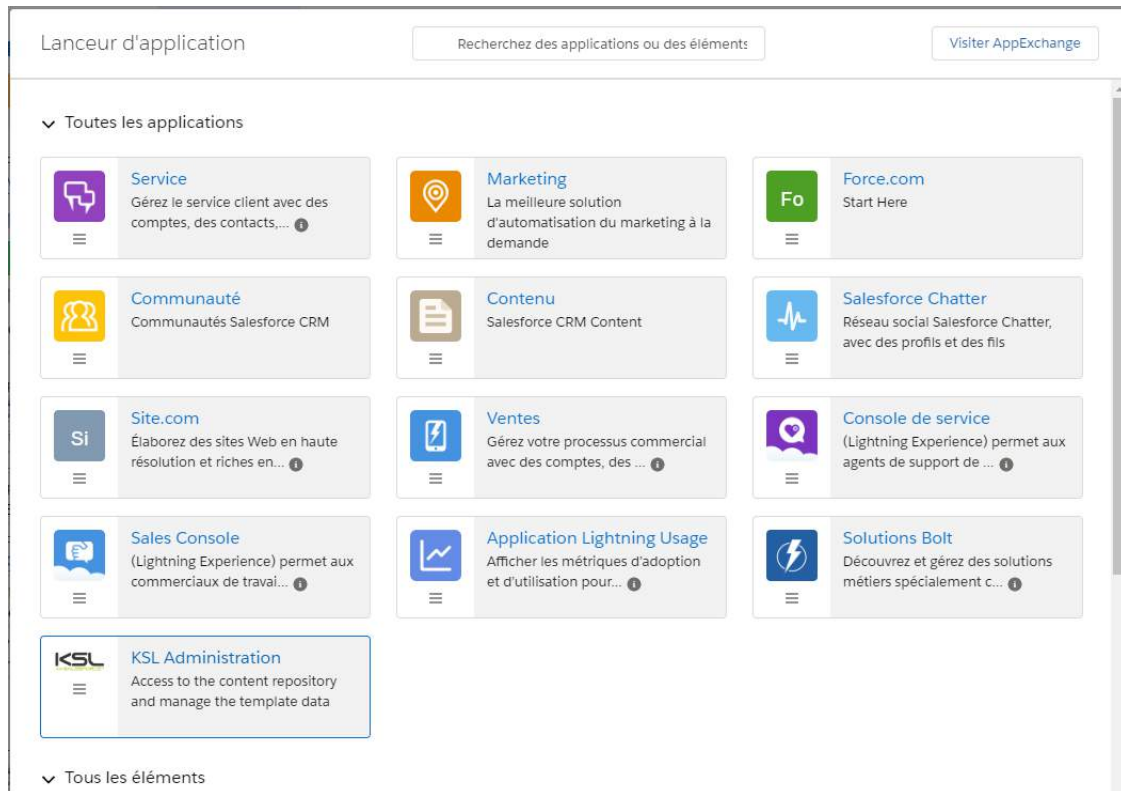 Lanceur d'application
Recherchez des applications ou des éléments
Visiter AppExchange
Toutes les applications
Service
Gérez le service client avec des
comptes, des contacts,...
Marketing
La meilleure solution
d'automatisation du marketing à la
demande
Fo
Force.com
Start Here
Communauté
Communautés Salesforce CRM
Contenu
Salesforce CRM Content
Salesforce Chatter
Réseau social Salesforce Chatter,
avec des profils et des fils
Si
Site.com
Élaborez des sites Web en haute
résolution et riches en...
Ventes
Gérez votre processus commercial
avec des comptes, des ...
Console de service
(Lightning Experience) permet aux
agents de support de ...
Sales Console
(Lightning Experience) permet aux
commerciaux de travai...
Application Lightning Usage
Afficher les métriques d'adoption
et d'utilisation pour...
Solutions Bolt
Découvrez et gérez des solutions
métiers spécialement c...
KSL
KSL Administration
Access to the content repository
and manage the template data
Tous les éléments